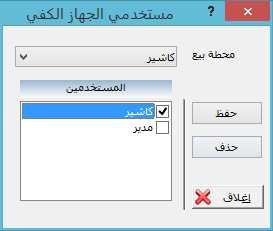 مستخدمي الجهاز الكفي ?
محطة بيع
كاشير
المستخدمين
كاشير
مدير
حفظ
حذف
إغلاق